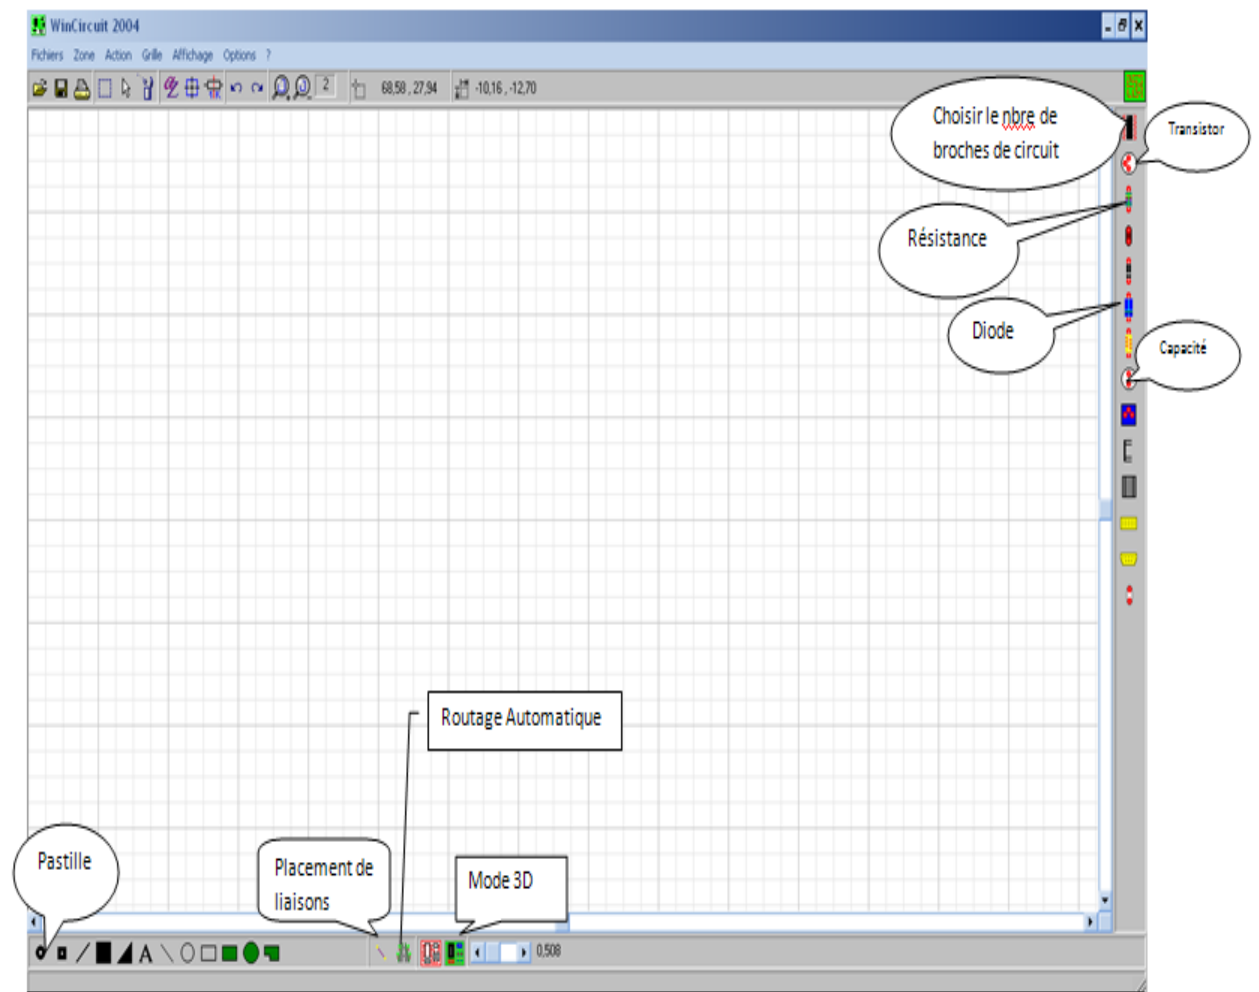 WinCircuit 2004
Fichiers Zone Action Grille Affichage Options ?
2 68,58 , 27,94 -10,16 , -12,70
Choisir le nbre de
broches de circuit
Transistor
Résistance
Diode
Capacité
Routage Automatique
Pastille
Placement de
liaisons
Mode 3D
A
0,508